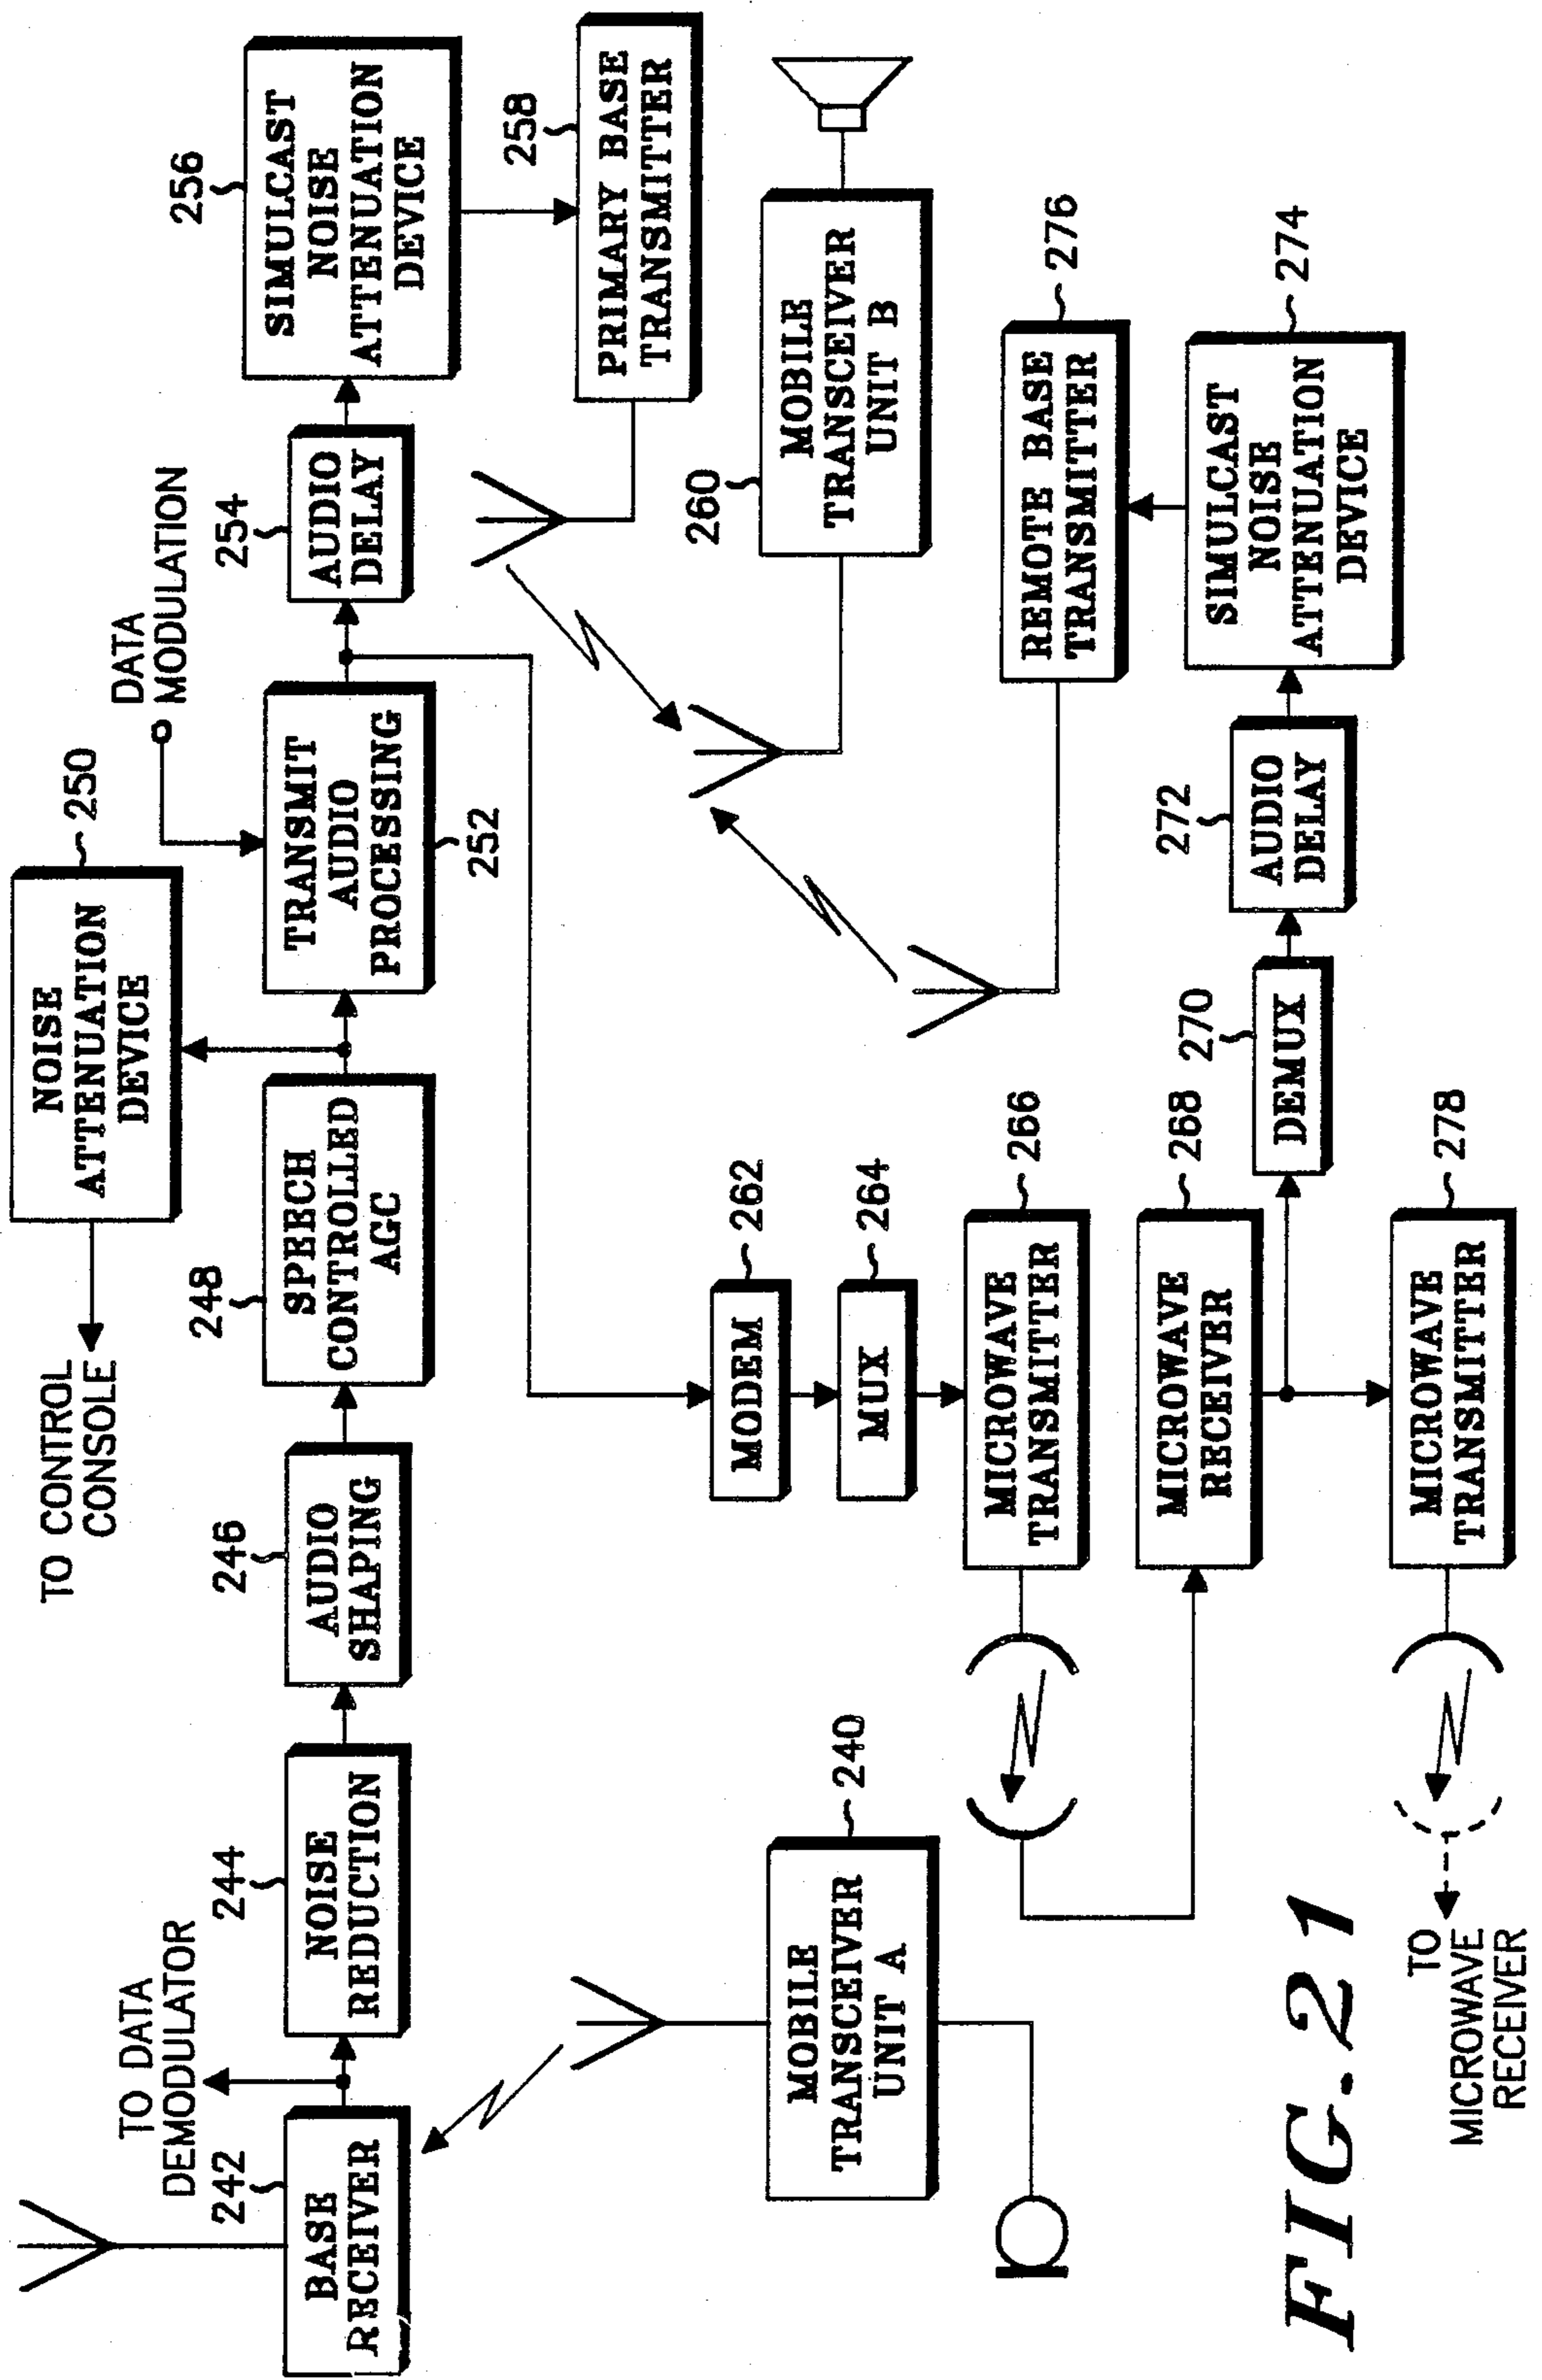 TO DATA
DEMODULATOR
242
BASE
RECEIVER
244
NOISE
REDUCTION
246
AUDIO
SHAPING
TO CONTROL
CONSOLE
248
SPEECH
CONTROLLED
AGC
250
NOISE
ATTENUATION
DEVICE
DATA
MODULATION
TRANSMIT
AUDIO
PROCESSING
252
254
AUDIO
DELAY
256
SIMULCAST
NOISE
ATTENUATION
DEVICE
258
PRIMARY BASE
TRANSMITTER
260
MOBILE
TRANSCEIVER
UNIT B
240
MOBILE
TRANSCEIVER
UNIT A
262
MODEM
264
MUX
266
MICROWAVE
TRANSMITTER
268
MICROWAVE
RECEIVER
270
DEMUX
272
AUDIO
DELAY
274
SIMULCAST
NOISE
ATTENUATION
DEVICE
276
REMOTE BASE
TRANSMITTER
278
MICROWAVE
TRANSMITTER
TO
MICROWAVE
RECEIVER
FIG. 21